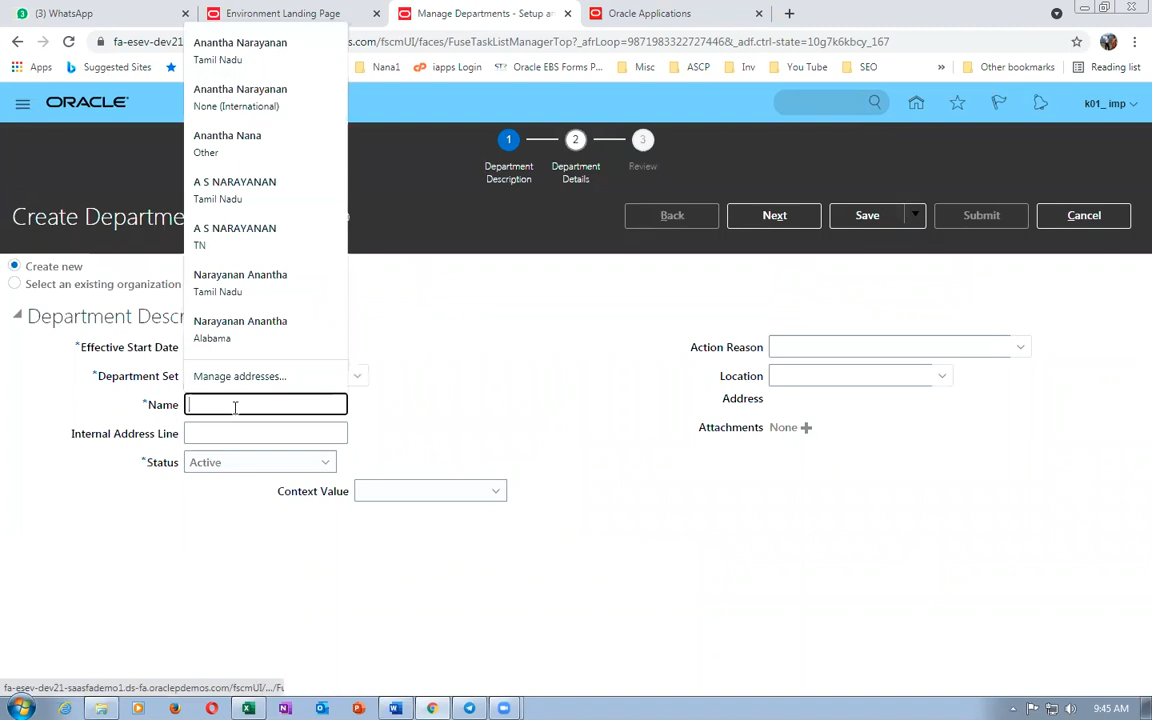 (3) WhatsApp
Environment Landing Page
Manage Departments - Setup an
Oracle Applications
fa-esev-dev21
s.com/fscmUI/faces/FuseTaskListManagerTop?_afrLoop=9871983322727446&_adf.ctrl-state=10g7k6kbcy_167
Apps
Suggested Sites
Nana1
iapps Login
Oracle EBS Forms P...
Misc
ASCP
Inv
You Tube
SEO
»
Other bookmarks
Reading list
ORACLE
k01_ imp
1
2
3
Department Description
Department Details
Review
Create Departme
Back
Next
Save
Submit
Cancel
Anantha Narayanan
Tamil Nadu
Anantha Narayanan
None (International)
Anantha Nana
Other
A S NARAYANAN
Tamil Nadu
A S NARAYANAN
TN
Narayanan Anantha
Tamil Nadu
Narayanan Anantha
Alabama
Manage addresses...
Create new
Select an existing organization
Department Descr
*Effective Start Date
*Department Set
*Name
Internal Address Line
*Status
Active
Context Value
Action Reason
Location
Address
Attachments None
fa-esev-dev21-saasfademo1.ds-fa.oraclepdemos.com/fscmUI/.../Fu
9:45 AM